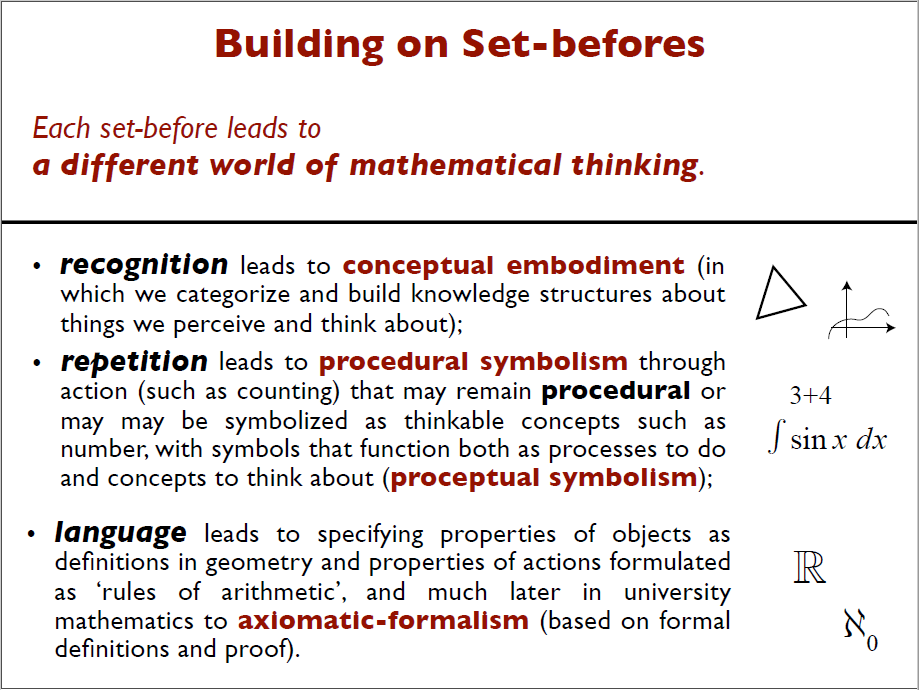 Building on Set-befores
Each set-before leads to
a different world of mathematical thinking.
• recognition leads to conceptual embodiment (in
which we categorize and build knowledge structures about
things we perceive and think about);
• repetition leads to procedural symbolism through
action (such as counting) that may remain procedural or
may may be symbolized as thinkable concepts such as
number, with symbols that function both as processes to do
and concepts to think about (proceptual symbolism);
3+4
∫ sin x dx
• language leads to specifying properties of objects as
definitions in geometry and properties of actions formulated
as ‘rules of arithmetic’, and much later in university
mathematics to axiomatic-formalism (based on formal
definitions and proof).
ℝ
ℵ0